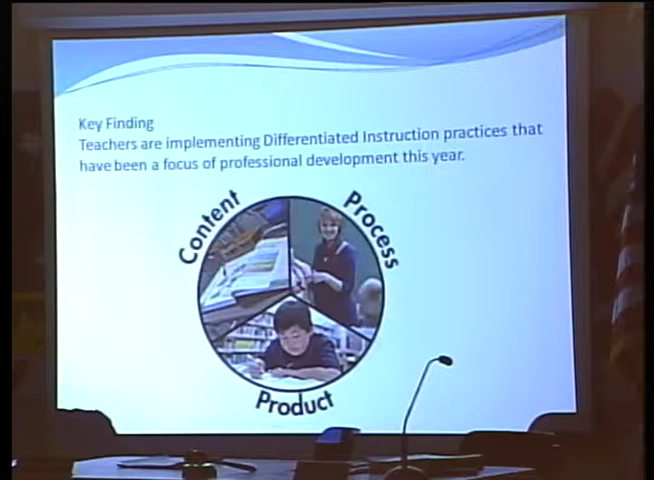 Key Finding
Teachers are implementing Differentiated Instruction practices that
have been a focus of professional development this year.
Content
Process
Product